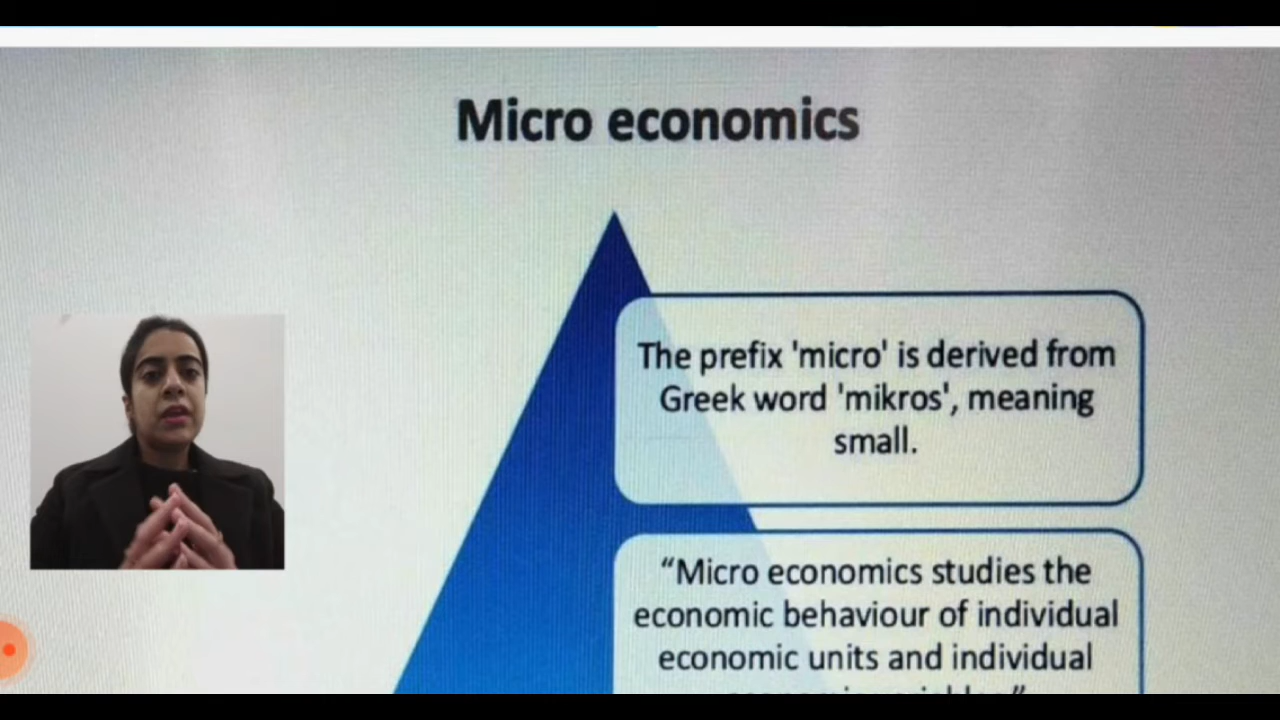 Micro economics
The prefix 'micro' is derived from
Greek word 'mikros', meaning
small.
“Micro economics studies the
economic behaviour of individual
economic units and individual